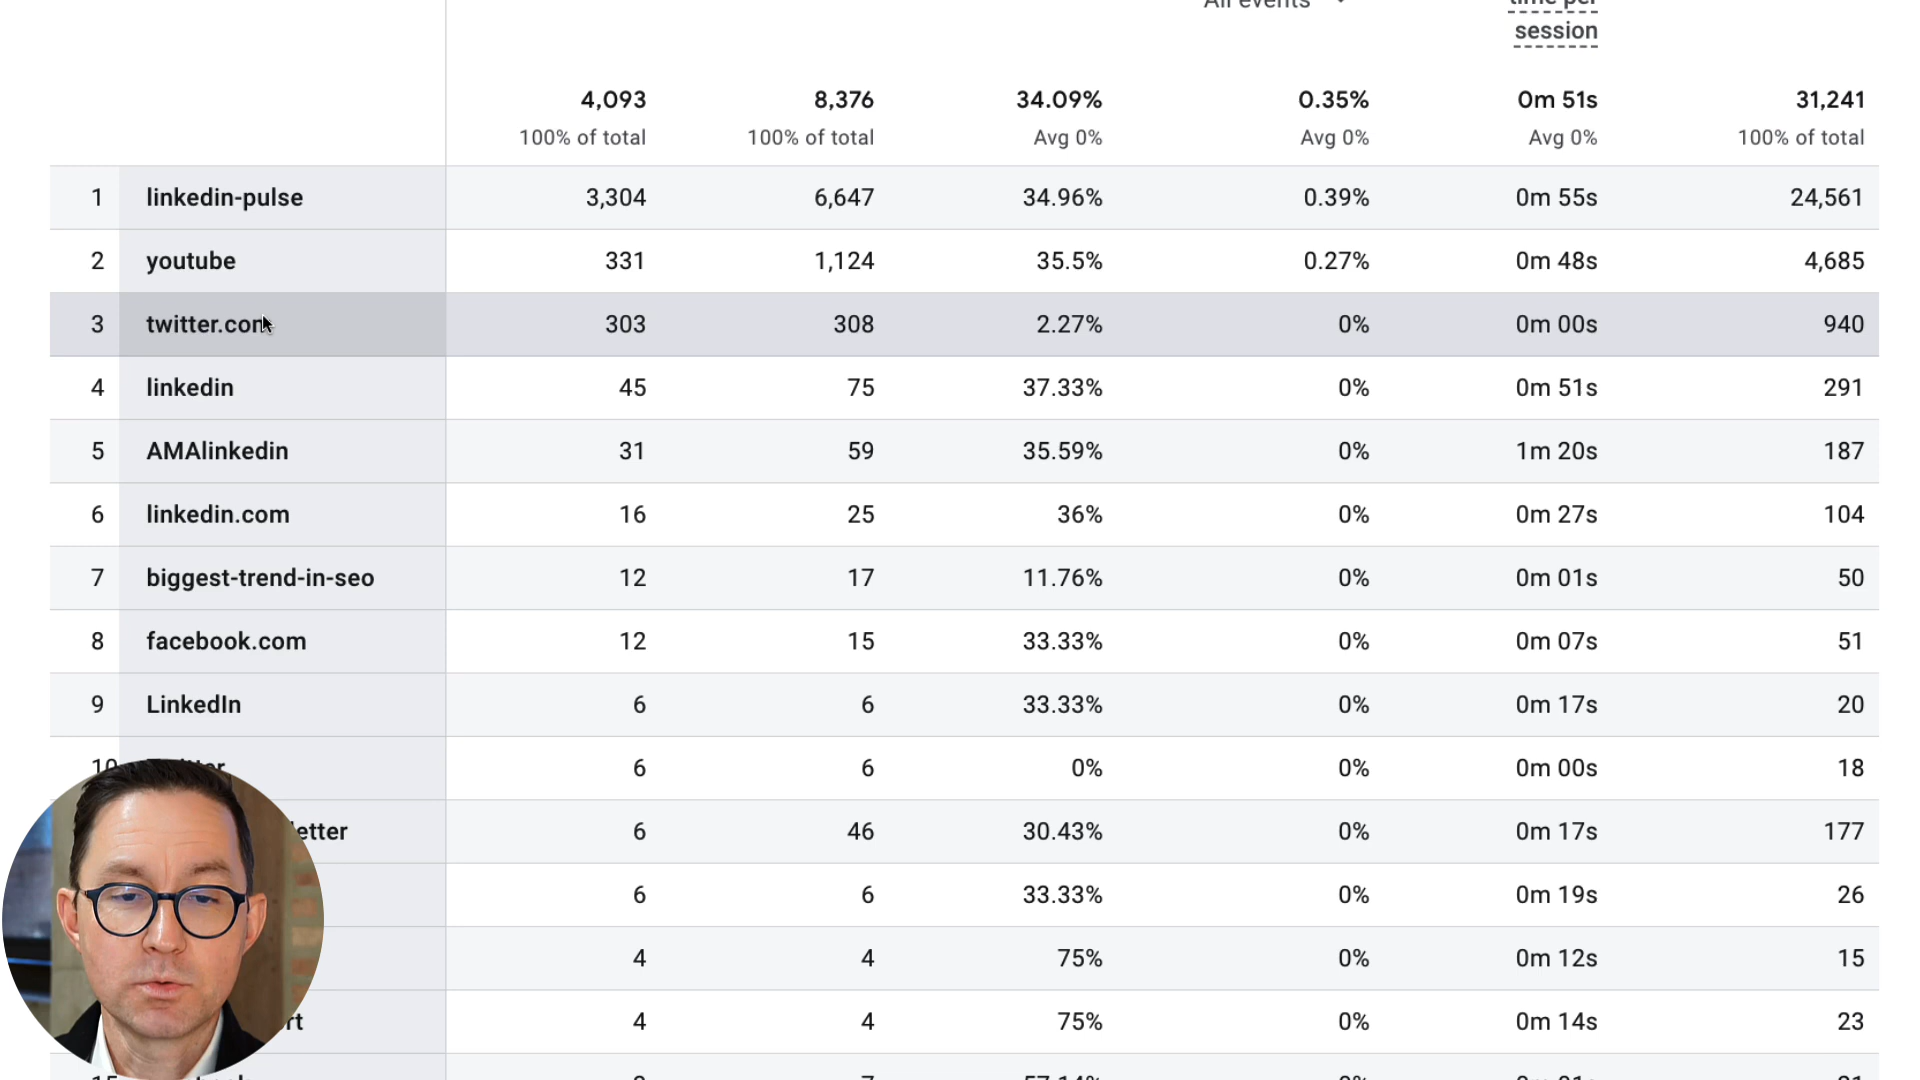 All events
time per
session
4,093 8,376 34.09% 0.35% 0m 51s 31,241
100% of total 100% of total Avg 0% Avg 0% Avg 0% 100% of total
1 linkedin-pulse 3,304 6,647 34.96% 0.39% 0m 55s 24,561
2 youtube 331 1,124 35.5% 0.27% 0m 48s 4,685
3 twitter.com 303 308 2.27% 0% 0m 00s 940
4 linkedin 45 75 37.33% 0% 0m 51s 291
5 AMAlinkedin 31 59 35.59% 0% 1m 20s 187
6 linkedin.com 16 25 36% 0% 0m 27s 104
7 biggest-trend-in-seo 12 17 11.76% 0% 0m 01s 50
8 facebook.com 12 15 33.33% 0% 0m 07s 51
9 LinkedIn 6 6 33.33% 0% 0m 17s 20
10 6 6 0% 0% 0m 00s 18
etter 6 46 30.43% 0% 0m 17s 177
6 6 33.33% 0% 0m 19s 26
4 4 75% 0% 0m 12s 15
rt 4 4 75% 0% 0m 14s 23